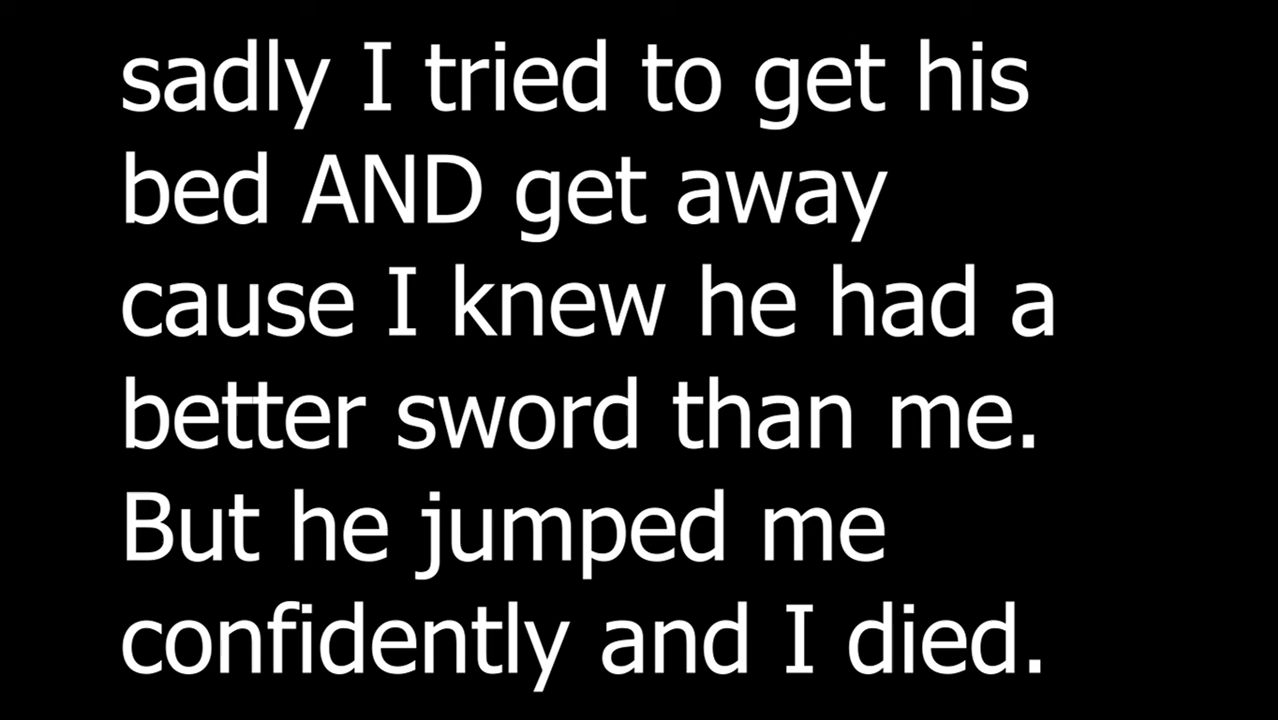 sadly I tried to get his
bed AND get away
cause I knew he had a
better sword than me.
But he jumped me
confidently and I died.